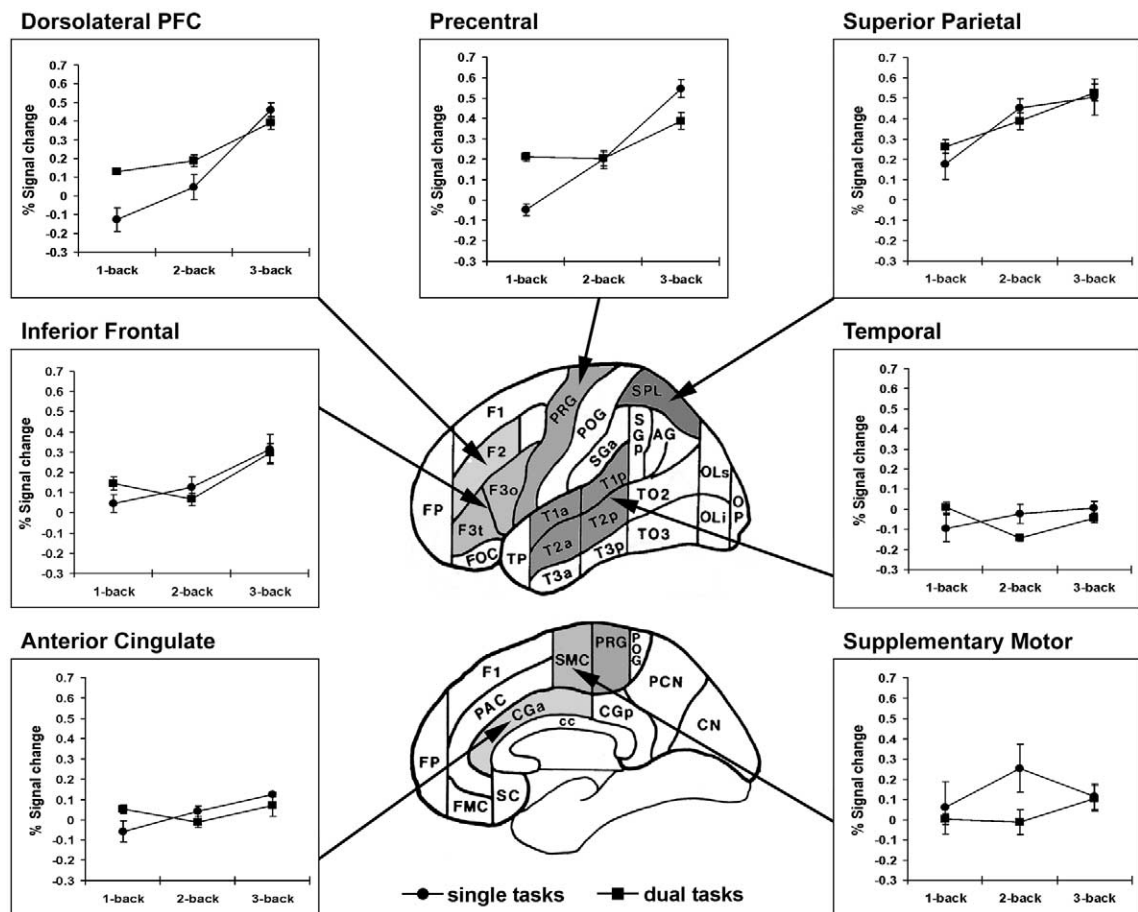 Dorsolateral PFC
% Signal change
0.7
0.6
0.5
0.4
0.3
0.2
0.1
0
-0.1
-0.2
-0.3
1-back 2-back 3-back
Precentral
% Signal change
0.7
0.6
0.5
0.4
0.3
0.2
0.1
0
-0.1
-0.2
-0.3
1-back 2-back 3-back
Superior Parietal
% Signal change
0.7
0.6
0.5
0.4
0.3
0.2
0.1
0
-0.1
-0.2
-0.3
1-back 2-back 3-back
Inferior Frontal
% Signal change
0.7
0.6
0.5
0.4
0.3
0.2
0.1
0
-0.1
-0.2
-0.3
1-back 2-back 3-back
F1
PRG
SPL
POG
SGp
AG
F2
SGa
F3o
T1p
OLs
FP
TO2
OP
T1a
T2p
OLi
F3t
TO3
FOC
TP
T2a
T3p
T3a
Temporal
% Signal change
0.7
0.6
0.5
0.4
0.3
0.2
0.1
0
-0.1
-0.2
-0.3
1-back 2-back 3-back
Anterior Cingulate
% Signal change
0.7
0.6
0.5
0.4
0.3
0.2
0.1
0
-0.1
-0.2
-0.3
1-back 2-back 3-back
PRG
POG
F1
SMC
PCN
PAC
CGa
CGp
cc
CN
FP
SC
FMC
Supplementary Motor
% Signal change
0.7
0.6
0.5
0.4
0.3
0.2
0.1
0
-0.1
-0.2
-0.3
1-back 2-back 3-back
single tasks dual tasks